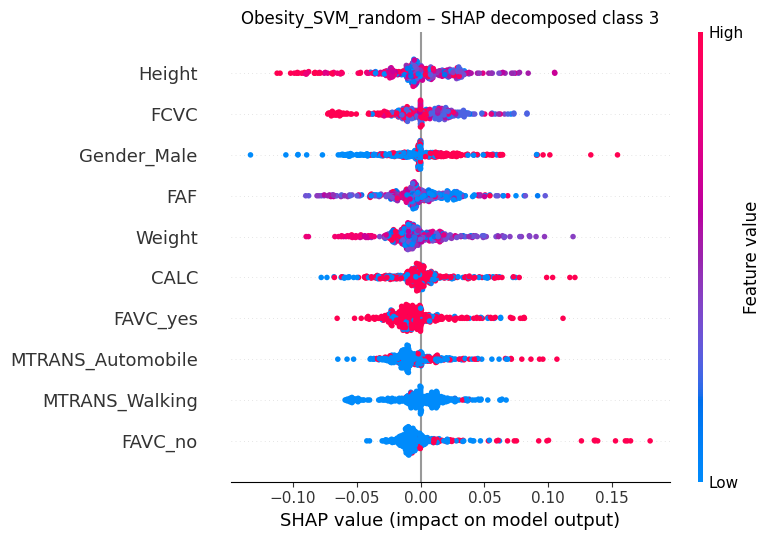 Obesity_SVM_random – SHAP decomposed class 3
High
Height
FCVC
Gender_Male
FAF
Weight
CALC
FAVC_yes
MTRANS_Automobile
MTRANS_Walking
FAVC_no
Feature value
Low
−0.10 −0.05 0.00 0.05 0.10 0.15
SHAP value (impact on model output)